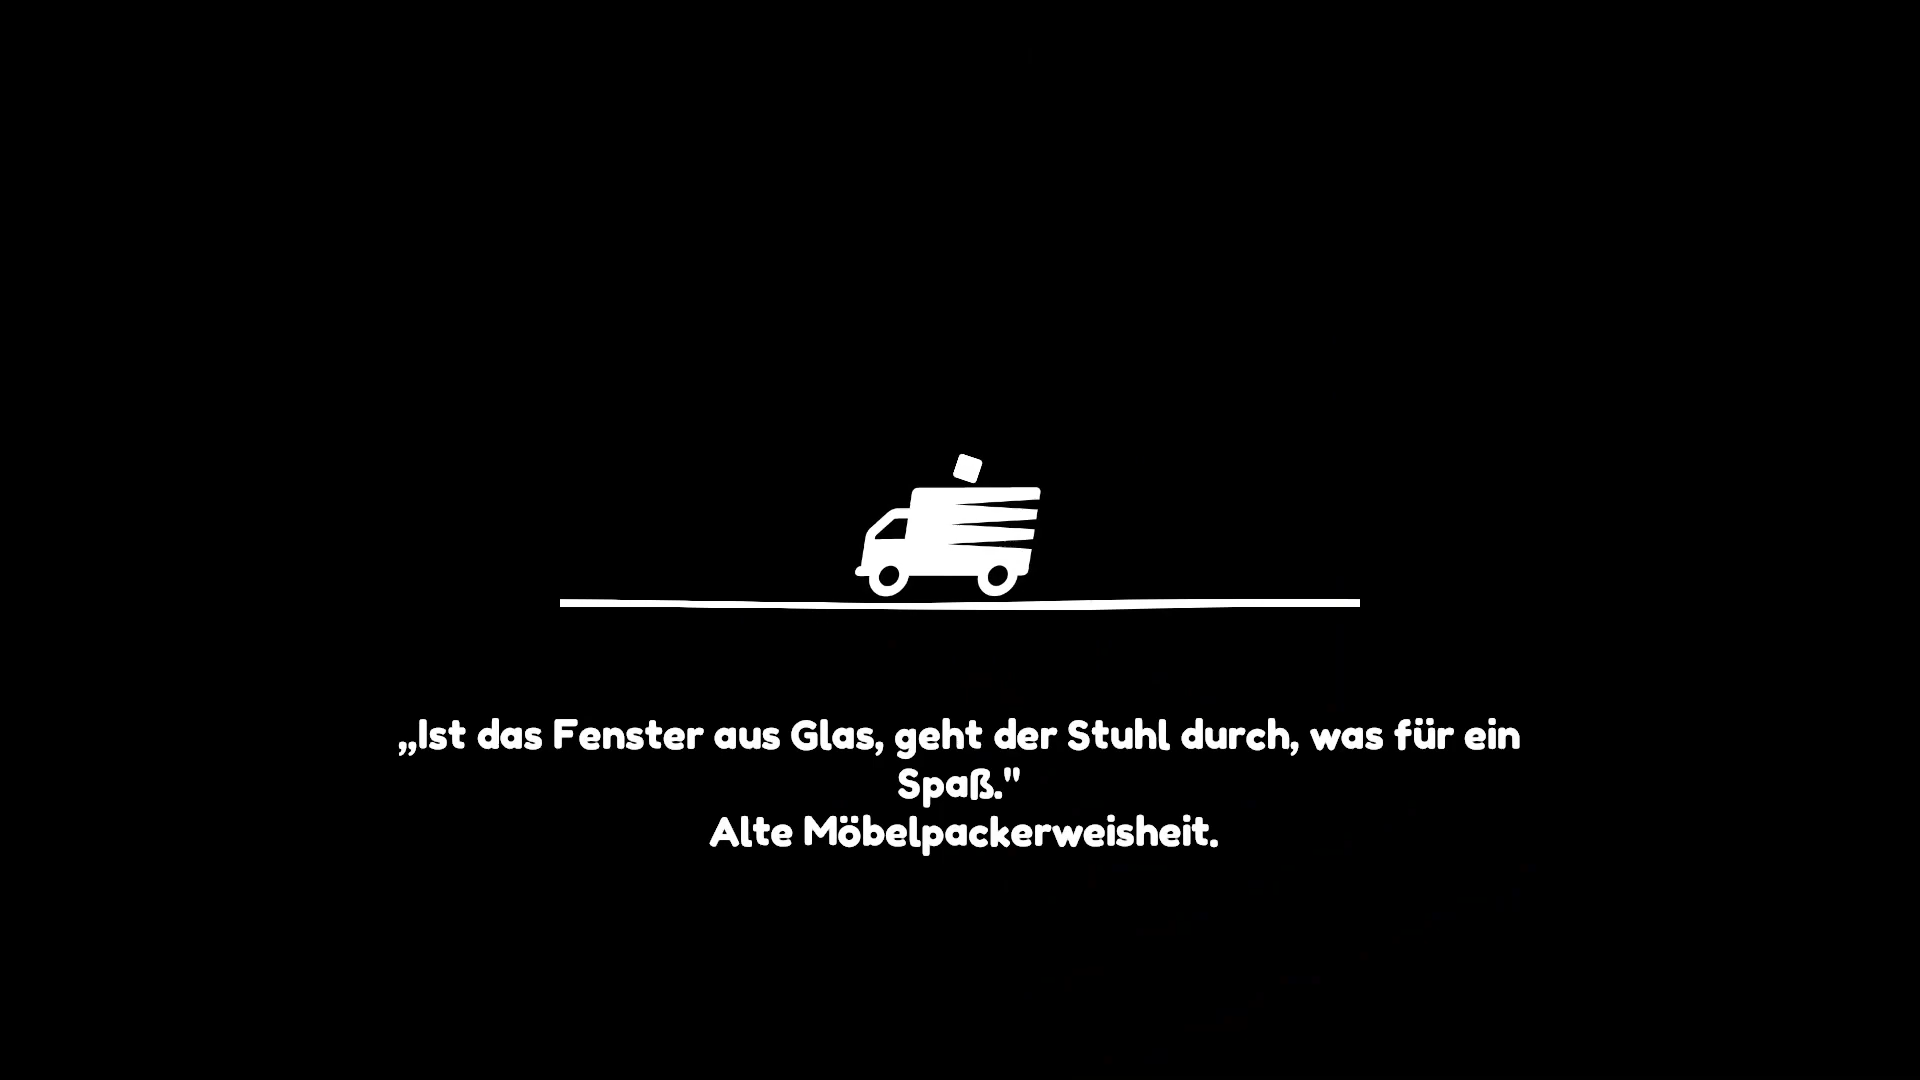 „Ist das Fenster aus Glas, geht der Stuhl durch, was für ein
Spaß."
Alte Möbelpackerweisheit.